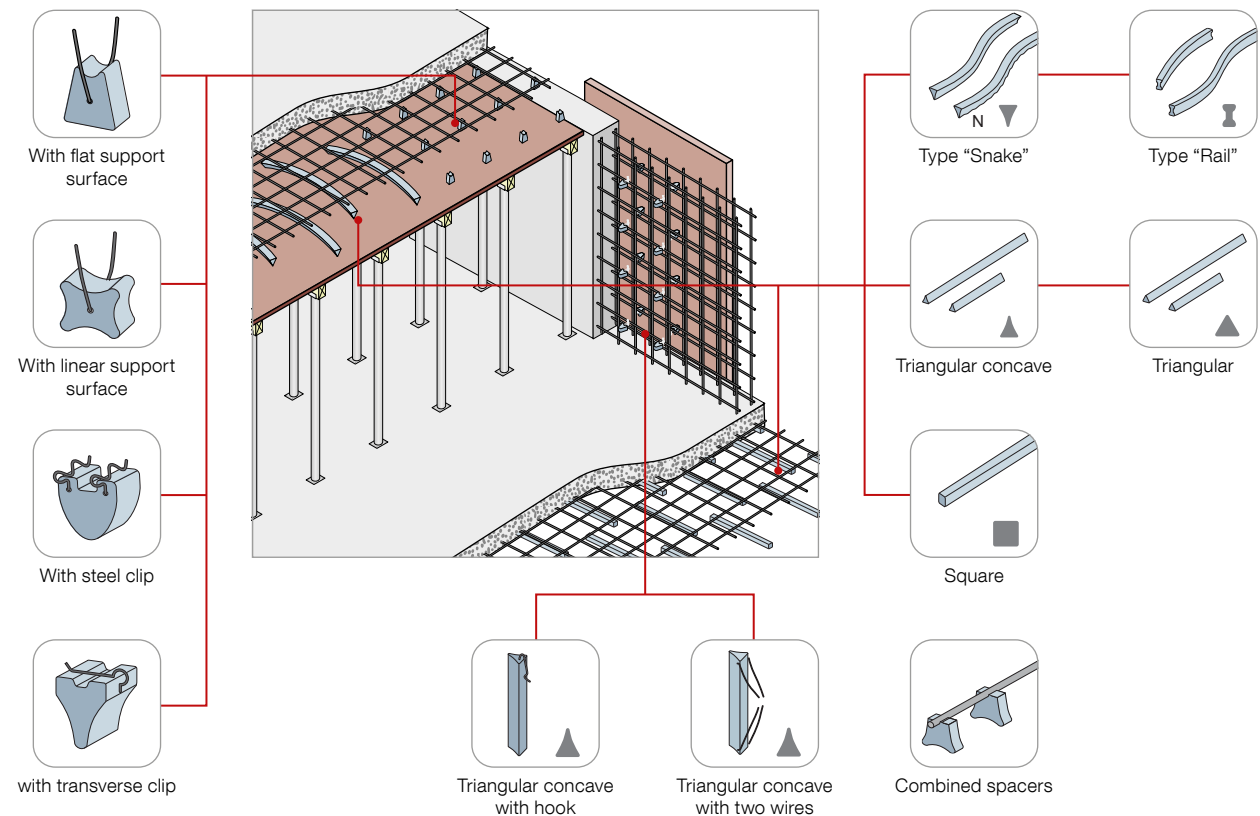 With flat support
surface
N
Type “Snake”
Type “Rail”
With linear support
surface
Triangular concave
Triangular
With steel clip
Square
with transverse clip
Triangular concave
with hook
Triangular concave
with two wires
Combined spacers